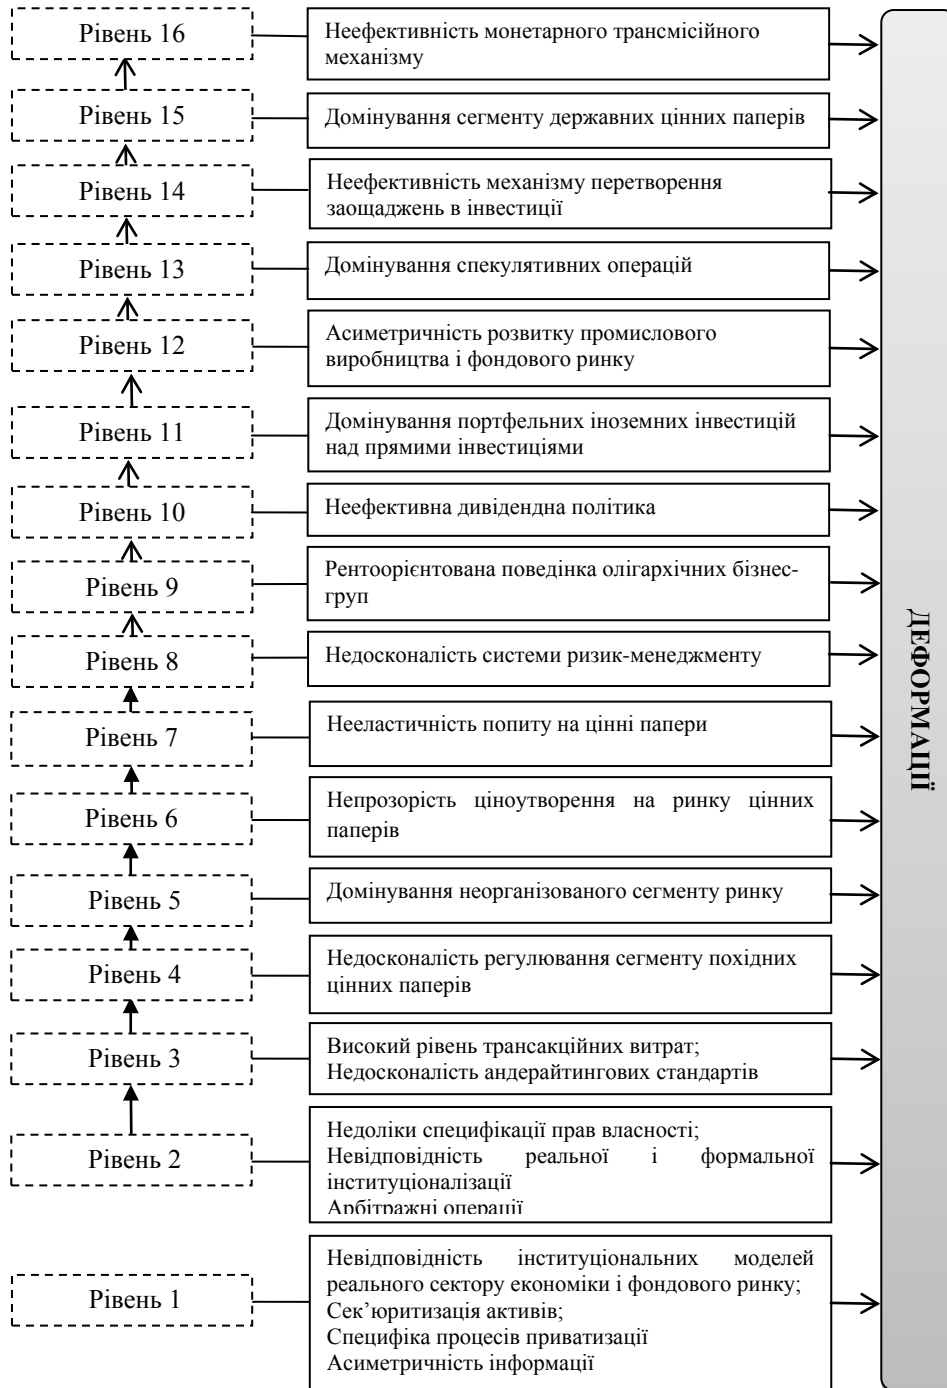 Рівень 16
Неефективність монетарного трансмісійного
механізму
Рівень 15
Домінування сегменту державних цінних паперів
Рівень 14
Неефективність механізму перетворення
заощаджень в інвестиції
Рівень 13
Домінування спекулятивних операцій
Рівень 12
Асиметричність розвитку промислового
виробництва і фондового ринку
Рівень 11
Домінування портфельних іноземних інвестицій
над прямими інвестиціями
Рівень 10
Неефективна дивідендна політика
Рівень 9
Рентоорієнтована поведінка олігархічних бізнес-
груп
Рівень 8
Недосконалість системи ризик-менеджменту
Рівень 7
Нееластичність попиту на цінні папери
Рівень 6
Непрозорість ціноутворення на ринку цінних
паперів
Рівень 5
Домінування неорганізованого сегменту ринку
Рівень 4
Недосконалість регулювання сегменту похідних
цінних паперів
Рівень 3
Високий рівень трансакційних витрат;
Недосконалість андерайтингових стандартів
Рівень 2
Недоліки специфікації прав власності;
Невідповідність реальної і формальної
інституціоналізації
Арбітражні операції
Рівень 1
Невідповідність інституціональних моделей
реального сектору економіки і фондового ринку;
Сек’юритизація активів;
Специфіка процесів приватизації
Асиметричність інформації
ДЕФОРМАЦІЇ